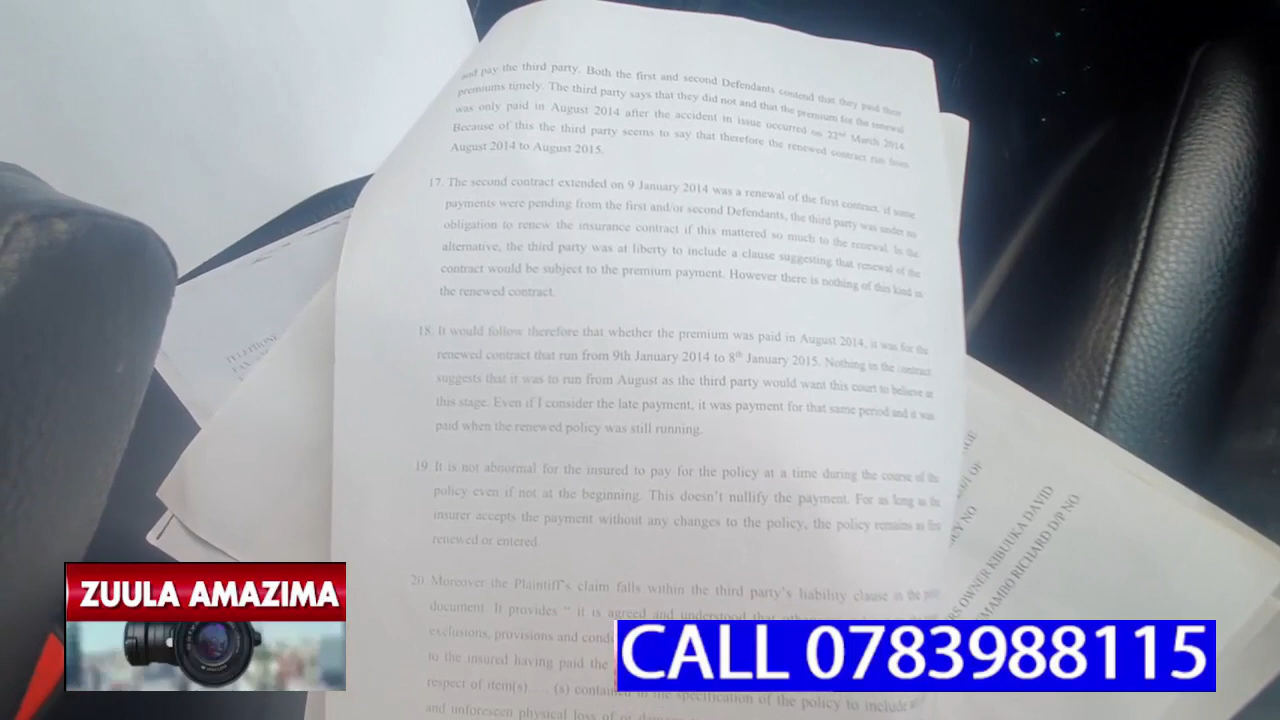 and pay the third party. Both the first and second Defendants contend that they paid their
premiums timely. The third party says that they did not and that the premium for the renewal
was only paid in August 2014 after the accident in issue occurred on 22nd March 2014.
Because of this the third party seems to say that therefore the renewed contract run from
August 2014 to August 2015.
17. The second contract extended on 9 January 2014 was a renewal of the first contract, if some
payments were pending from the first and/or second Defendants, the third party was under no
obligation to renew the insurance contract if this mattered so much to the renewal. In the
alternative, the third party was at liberty to include a clause suggesting that renewal of the
contract would be subject to the premium payment. However there is nothing of this kind in
the renewed contract.
18. It would follow therefore that whether the premium was paid in August 2014, it was for the
renewed contract that run from 9th January 2014 to 8th January 2015. Nothing in the contract
suggests that it was to run from August as the third party would want this court to believe at
this stage. Even if I consider the late payment, it was payment for that same period and it was
paid when the renewed policy was still running.
19. It is not abnormal for the insured to pay for the policy at a time during the course of the
policy even if not at the beginning. This doesn't nullify the payment. For as long as the
insurer accepts the payment without any changes to the policy, the policy remains as first
renewed or entered.
20. Moreover the Plaintiff's claim falls within the third party's liability clause in the
document. It provides " it is agreed and understood that
exclusions, provisions and
to the insured having paid the
respect of item(s)..... (s) in the specification of the policy to include
and unforeseen physical loss of or
TELEPHONE
FAX
CY NO
RS OWNER KIBUUKA DAVID
MAMBO RICHARD D/P NO
ZUULA AMAZIMA
CALL 0783988115